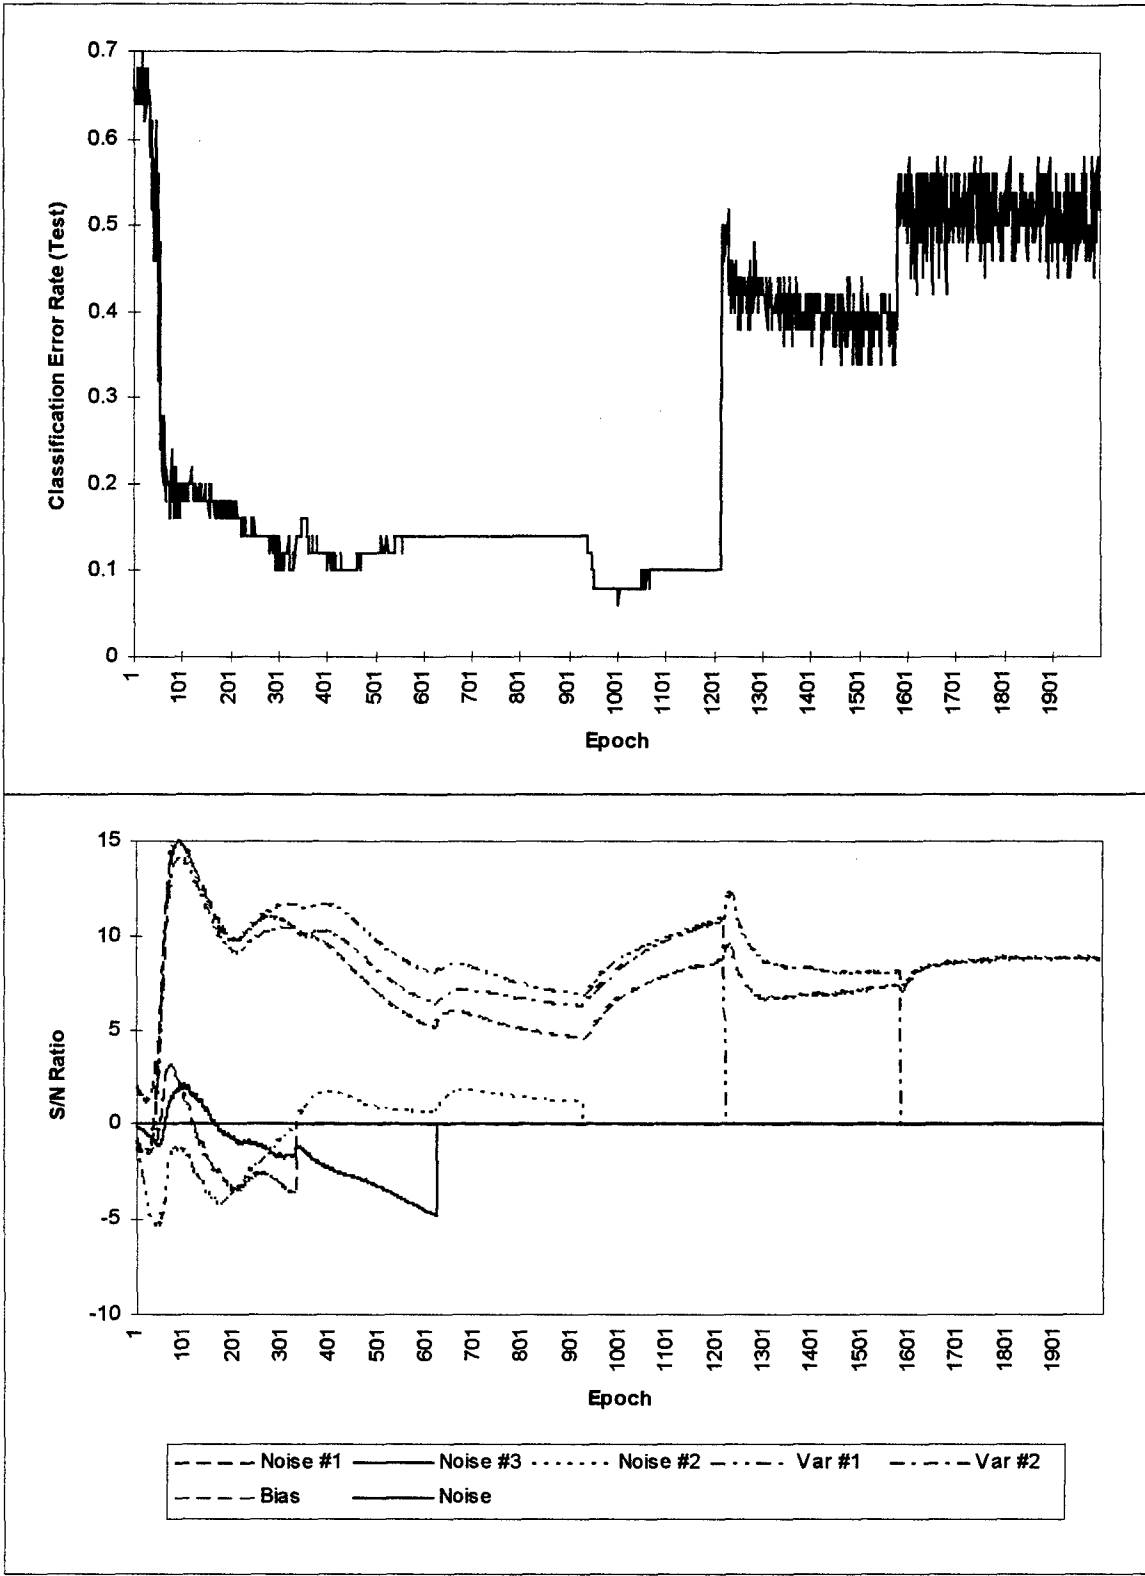 0.7
0.6
0.5
0.4
0.3
0.2
0.1
0
Classification Error Rate (Test)
1 101 201 301 401 501 601 701 801 901 1001 1101 1201 1301 1401 1501 1601 1701 1801 1901
Epoch
15
10
5
0
-5
-10
S/N Ratio
1 101 201 301 401 501 601 701 801 901 1001 1101 1201 1301 1401 1501 1601 1701 1801 1901
Epoch
Noise #1 Noise #3 Noise #2 Var #1 Var #2
Bias Noise